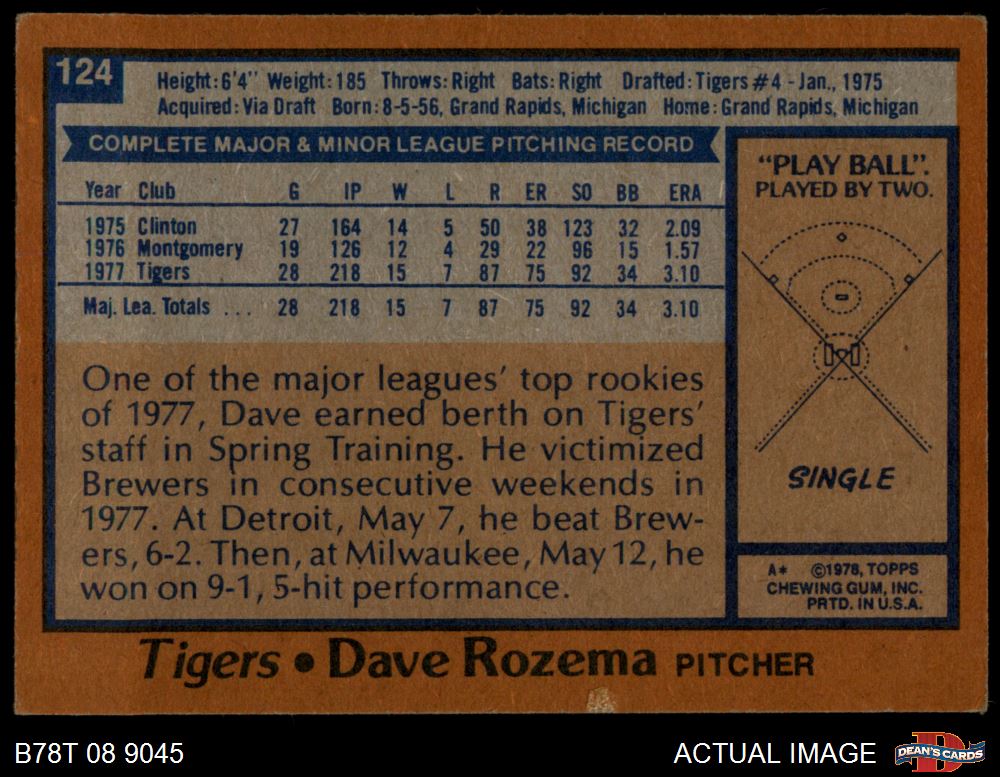 124
Height: 6'4" Weight: 185 Throws: Right Bats: Right Drafted: Tigers #4 - Jan., 1975
Acquired: Via Draft Born: 8-5-56, Grand Rapids, Michigan Home: Grand Rapids, Michigan
COMPLETE MAJOR & MINOR LEAGUE PITCHING RECORD
Year Club G IP W L R ER SO BB ERA
1975 Clinton 27 164 14 5 50 38 123 32 2.09
1976 Montgomery 19 126 12 4 29 22 96 15 1.57
1977 Tigers 28 218 15 7 87 75 92 34 3.10
Maj. Lea. Totals ... 28 218 15 7 87 75 92 34 3.10
One of the major leagues' top rookies
of 1977, Dave earned berth on Tigers'
staff in Spring Training. He victimized
Brewers in consecutive weekends in
1977. At Detroit, May 7, he beat Brew-
ers, 6-2. Then, at Milwaukee, May 12, he
won on 9-1, 5-hit performance.
"PLAY BALL".
PLAYED BY TWO.
SINGLE
A* ©1978, TOPPS
CHEWING GUM, INC.
PRTD. IN U.S.A.
Tigers • Dave Rozema PITCHER
B78T 08 9045
ACTUAL IMAGE
D
DEAN'S CARDS